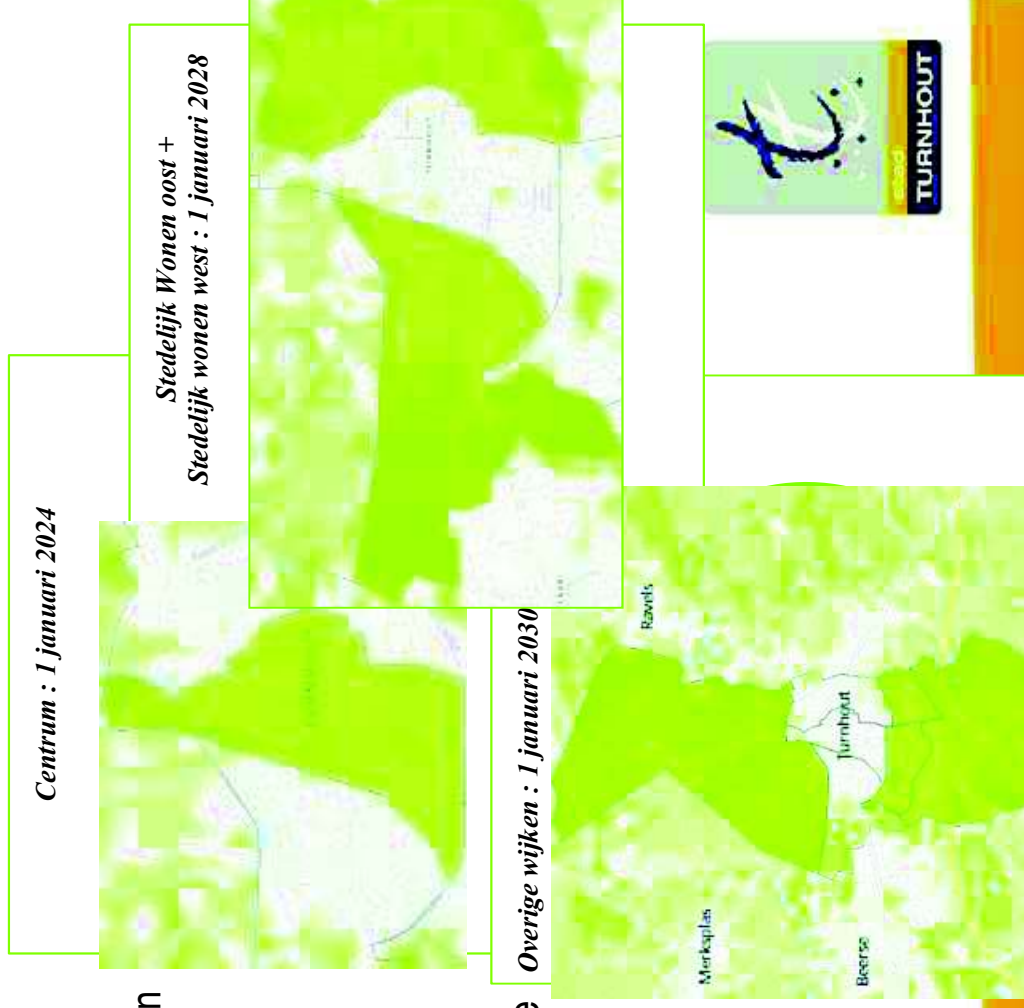 Centrum : 1 januari 2024
Stedelijk Wonen oost +
Stedelijk wonen west : 1 januari 2028
Overige wijken : 1 januari 2030
Ravels
Merksplas
Turnhout
Beerse
stad
TURNHOUT
n
e